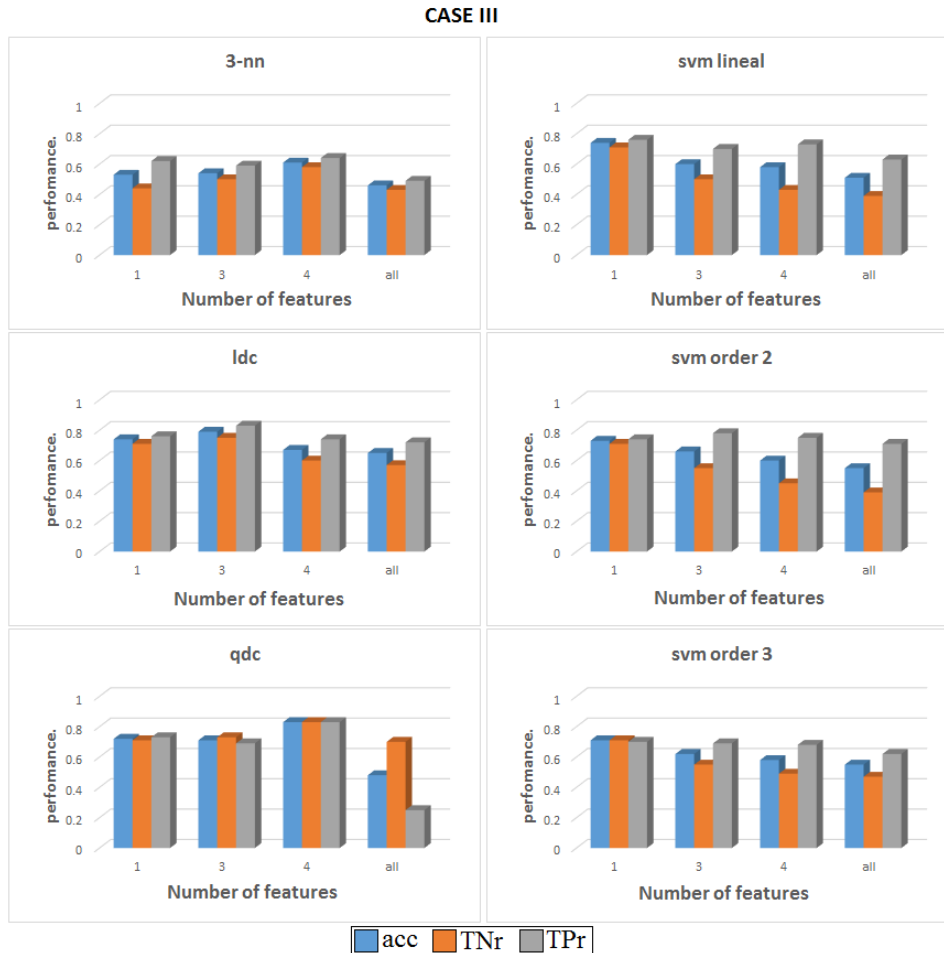 CASE III
3-nn
1
0.8
0.6
0.4
0.2
0
perfomance.
1 3 4 all
Number of features
svm lineal
1
0.8
0.6
0.4
0.2
0
perfomance.
1 3 4 all
Number of features
ldc
1
0.8
0.6
0.4
0.2
0
perfomance.
1 3 4 all
Number of features
svm order 2
1
0.8
0.6
0.4
0.2
0
perfomance.
1 3 4 all
Number of features
qdc
1
0.8
0.6
0.4
0.2
0
perfomance.
1 3 4 all
Number of features
svm order 3
1
0.8
0.6
0.4
0.2
0
perfomance.
1 3 4 all
Number of features
acc TNr TPr